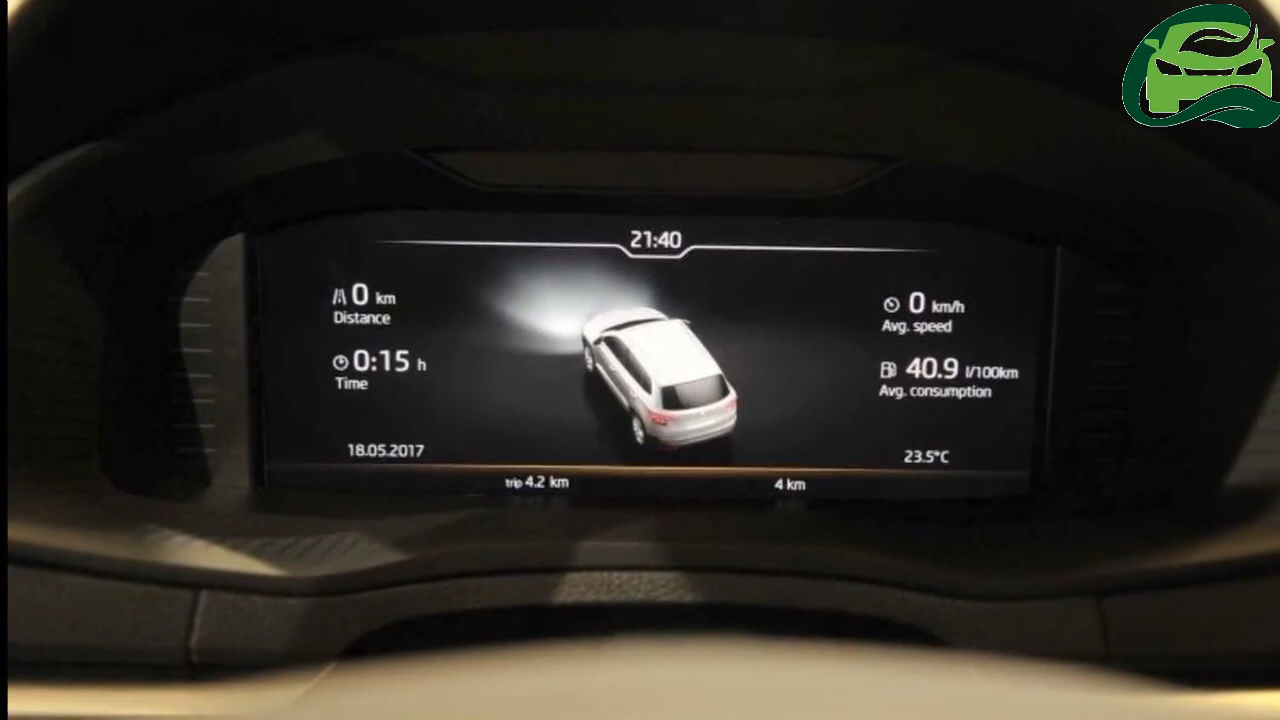 21:40
0 km
Distance
0:15 h
Time
0 km/h
Avg. speed
40.9 l/100km
Avg. consumption
18.05.2017
23.5°C
trip 4.2 km
4 km